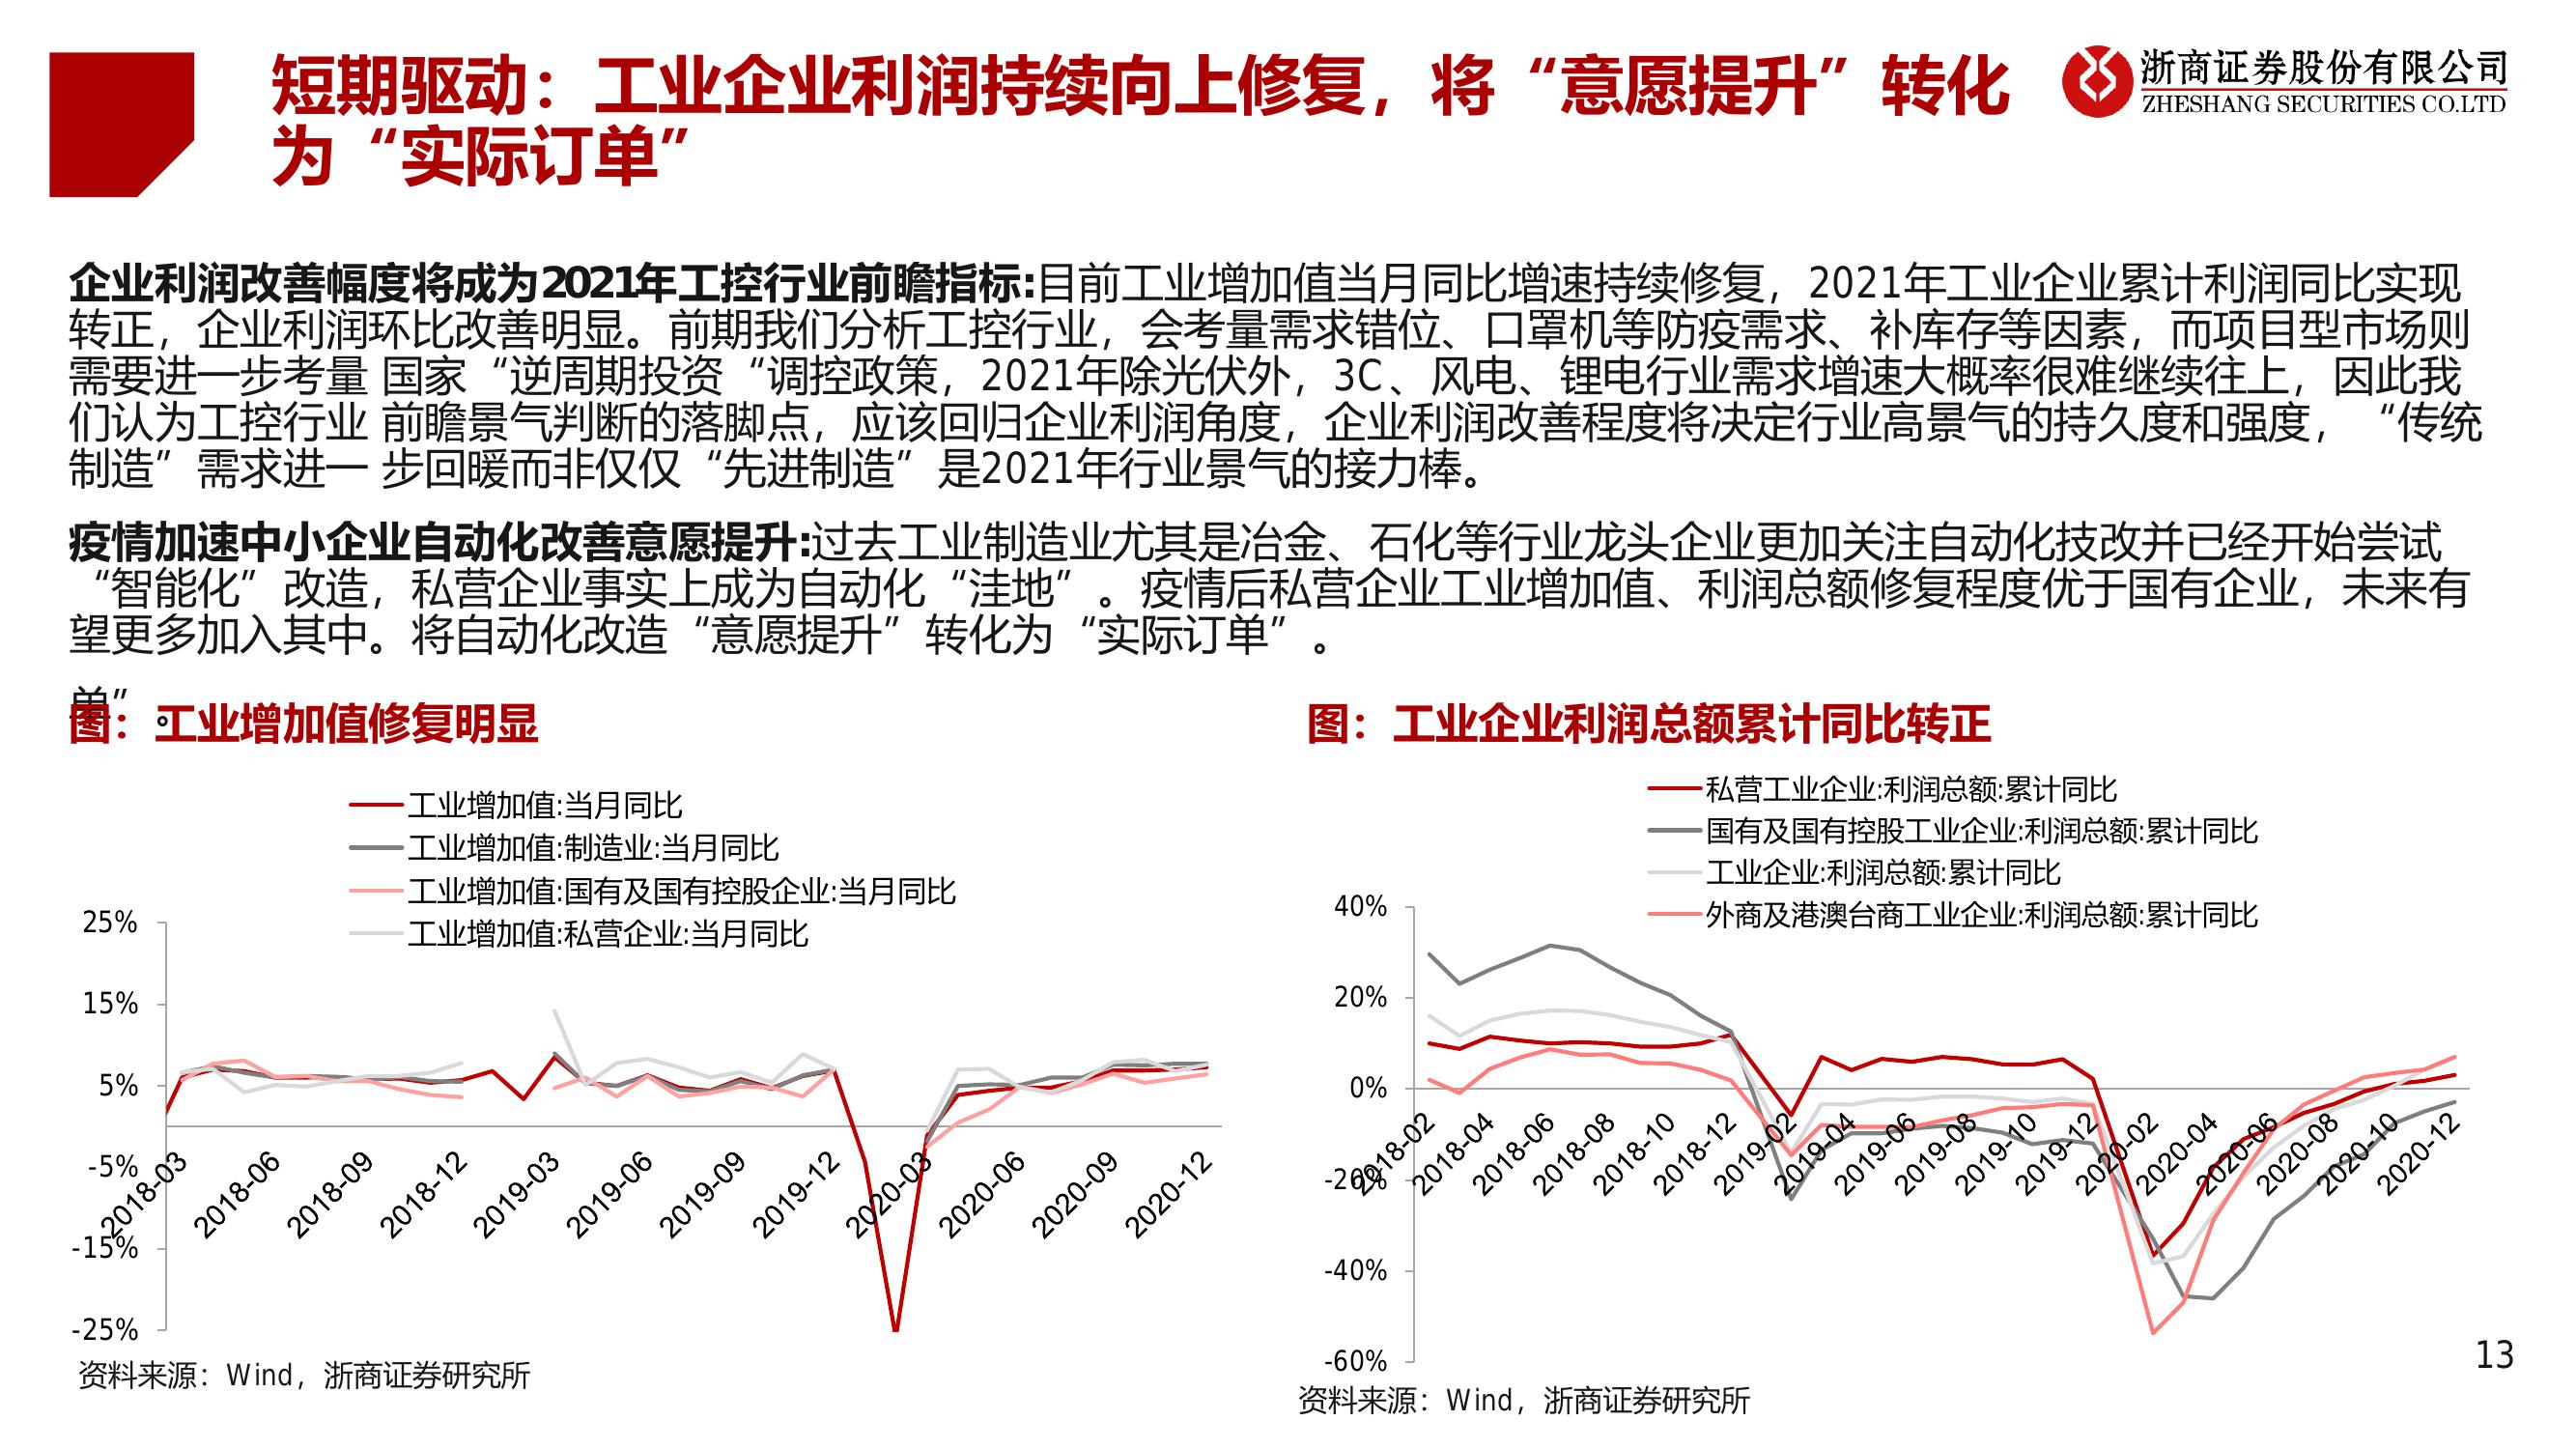 短期驱动：工业企业利润持续向上修复，将“意愿提升”转化
为“实际订单”
浙商证券股份有限公司
ZHESHANG SECURITIES CO.LTD
企业利润改善幅度将成为2021年工控行业前瞻指标:目前工业增加值当月同比增速持续修复，2021年工业企业累计利润同比实现
转正，企业利润环比改善明显。前期我们分析工控行业，会考量需求错位、口罩机等防疫需求、补库存等因素，而项目型市场则
需要进一步考量 国家“逆周期投资“调控政策，2021年除光伏外，3C、风电、锂电行业需求增速大概率很难继续往上，因此我
们认为工控行业 前瞻景气判断的落脚点，应该回归企业利润角度，企业利润改善程度将决定行业高景气的持久度和强度，“传统
制造”需求进一 步回暖而非仅仅“先进制造”是2021年行业景气的接力棒。
疫情加速中小企业自动化改善意愿提升:过去工业制造业尤其是冶金、石化等行业龙头企业更加关注自动化技改并已经开始尝试
“智能化”改造，私营企业事实上成为自动化“洼地”。疫情后私营企业工业增加值、利润总额修复程度优于国有企业，未来有
望更多加入其中。将自动化改造“意愿提升”转化为“实际订单”。
单”。
图：工业增加值修复明显
工业增加值:当月同比
工业增加值:制造业:当月同比
工业增加值:国有及国有控股企业:当月同比
工业增加值:私营企业:当月同比
25%
15%
5%
-5%
-15%
-25%
2018-03
2018-06
2018-09
2018-12
2019-03
2019-06
2019-09
2019-12
2020-03
2020-06
2020-09
2020-12
资料来源：Wind，浙商证券研究所
图：工业企业利润总额累计同比转正
私营工业企业:利润总额:累计同比
国有及国有控股工业企业:利润总额:累计同比
工业企业:利润总额:累计同比
外商及港澳台商工业企业:利润总额:累计同比
40%
20%
0%
-20%
-40%
-60%
2018-02
2018-04
2018-06
2018-08
2018-10
2018-12
2019-02
2019-04
2019-06
2019-08
2019-10
2019-12
2020-02
2020-04
2020-06
2020-08
2020-10
2020-12
资料来源：Wind，浙商证券研究所
13